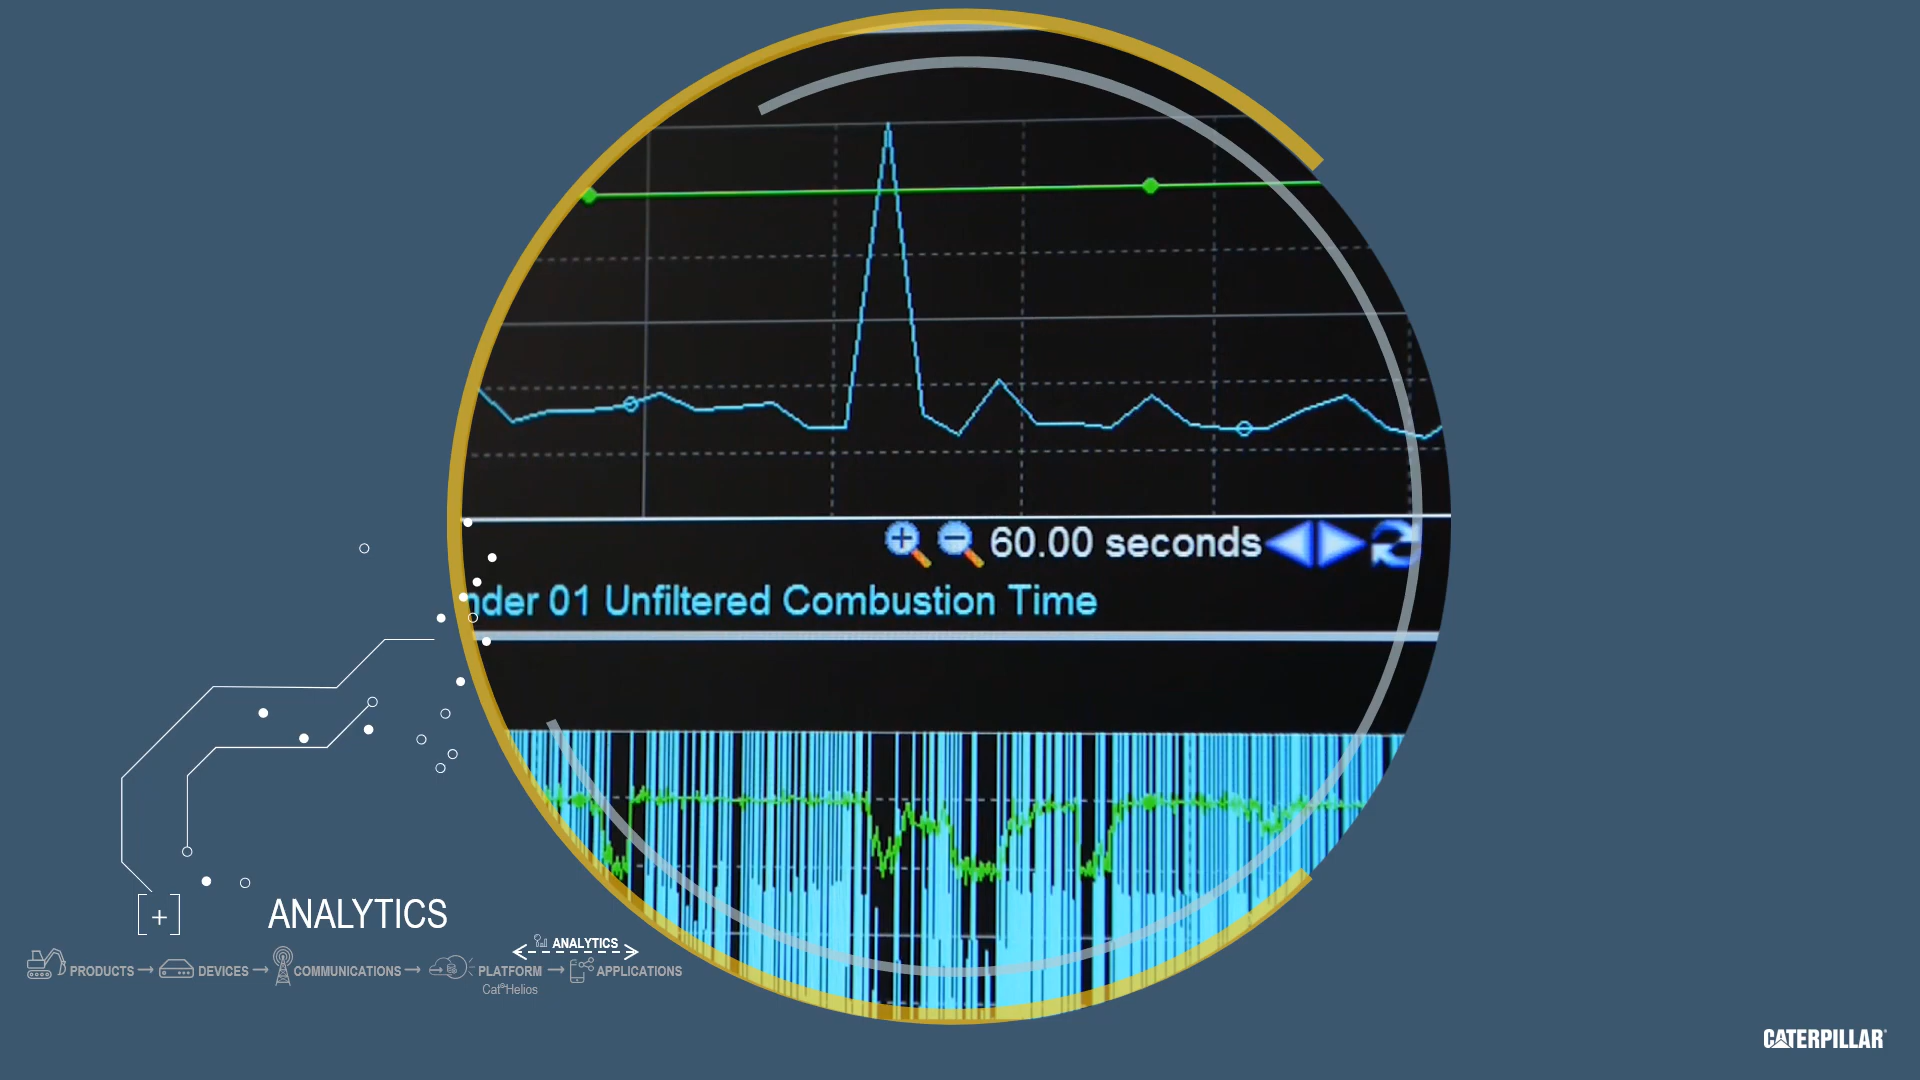 60.00 seconds
nder 01 Unfiltered Combustion Time
ANALYTICS
ANALYTICS
PRODUCTS
DEVICES
COMMUNICATIONS
PLATFORM
APPLICATIONS
Cat® Helios
CATERPILLAR®